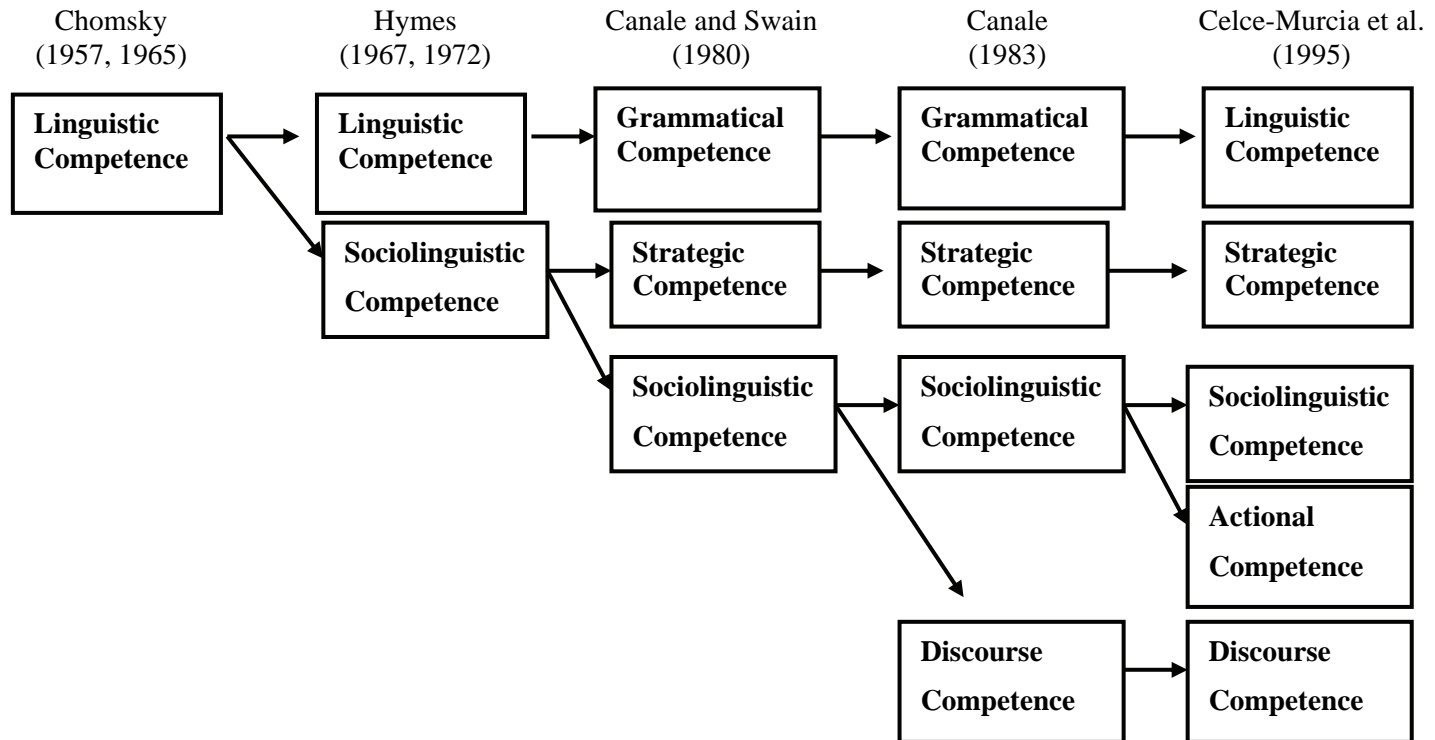 Chomsky
(1957, 1965)
Hymes
(1967, 1972)
Canale and Swain
(1980)
Canale
(1983)
Celce-Murcia et al.
(1995)
Linguistic
Competence
Linguistic
Competence
Grammatical
Competence
Grammatical
Competence
Linguistic
Competence
Sociolinguistic
Competence
Strategic
Competence
Strategic
Competence
Strategic
Competence
Sociolinguistic
Competence
Sociolinguistic
Competence
Sociolinguistic
Competence
Actional
Competence
Discourse
Competence
Discourse
Competence